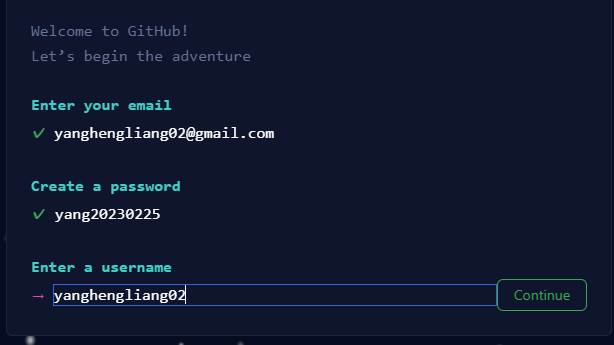 Welcome to GitHub!
Let’s begin the adventure
Enter your email
✓ yanghengliang02@gmail.com
Create a password
✓ yang20230225
Enter a username
→ yanghengliang02 Continue